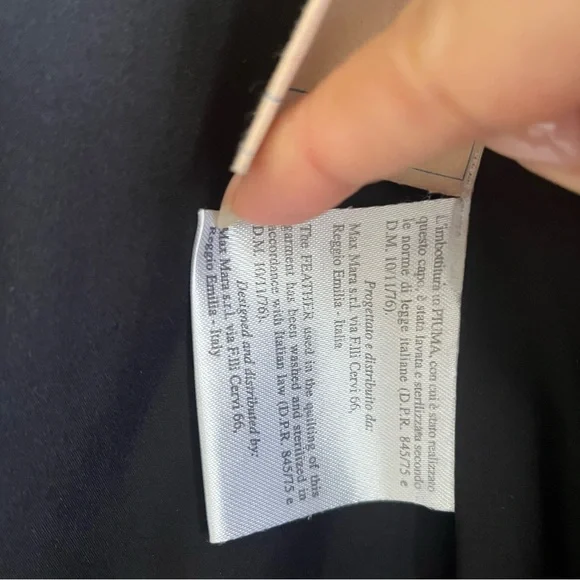 L'imbottitura in PIUMA, con cui è stato realizzato
questo capo, è stata lavata e sterilizzata secondo
le norme di legge italiane (D.P.R. 845/75 e
D.M. 10/11/76).
Progettato e distribuito da:
Max Mara s.r.l. via F.lli Cervi 66,
Reggio Emilia - Italia
The FEATHER used in the quilting of this
garment has been washed and sterilized in
accordance with Italian law (D.P.R. 845/75 e
D.M. 10/11/76).
Designed and distributed by:
Max Mara s.r.l. via F.lli Cervi 66,
Reggio Emilia - Italy